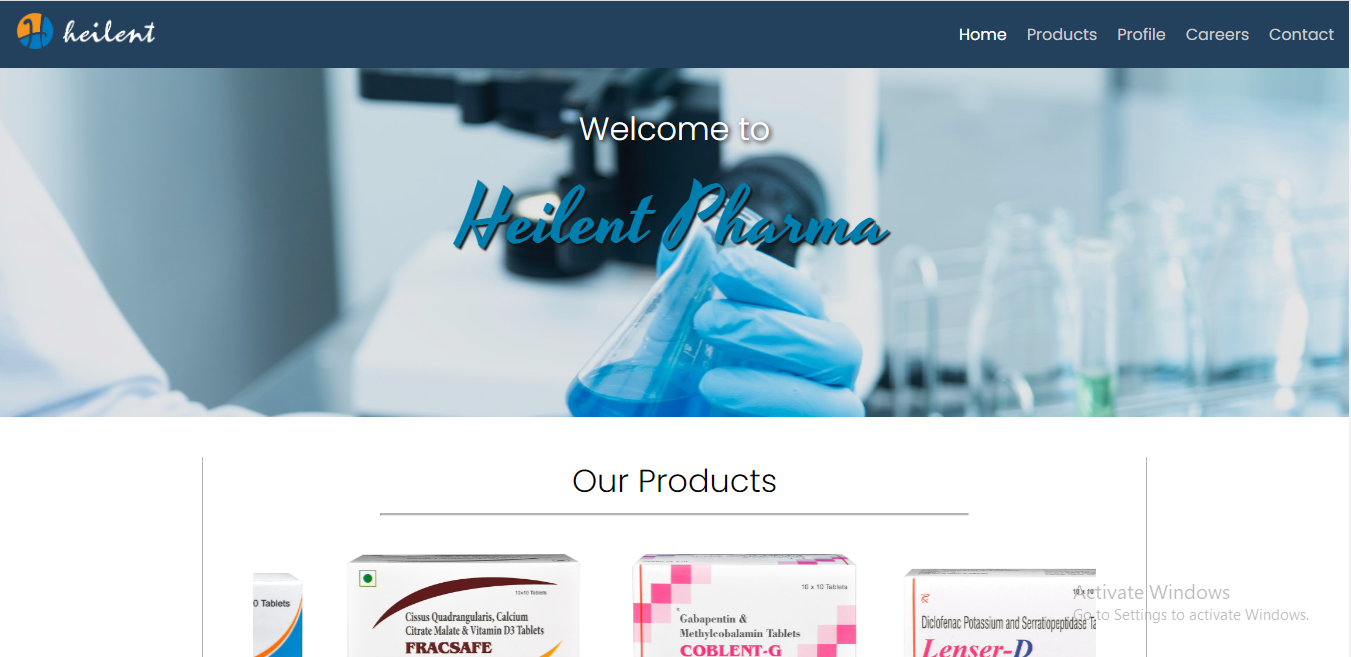 heilent
Home Products Profile Careers Contact
Welcome to
Heilent Pharma
Our Products
0 Tablets
10x10 Tablets
Cissus Quadrangularis, Calcium
Citrate Malate & Vitamin D3 Tablets
FRACSAFE
10 x 10 Tablets
Gabapentin &
Methylcobalamin Tablets
COBLENT-G
10 x 10
Diclofenac Potassium and Serratiopeptidase Ta
Lenser-D
Activate Windows
Go to Settings to activate Windows.